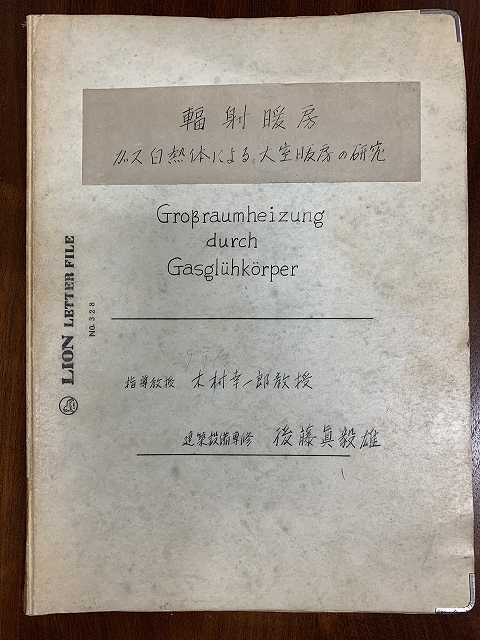 輻射暖房
ガス白熱体による、大室暖房の研究
Großraumheizung
durch
Gasglühkörper
指導教授 木村幸一郎教授
建築設備専修 後藤眞毅雄
LION LETTER FILE
NO.328